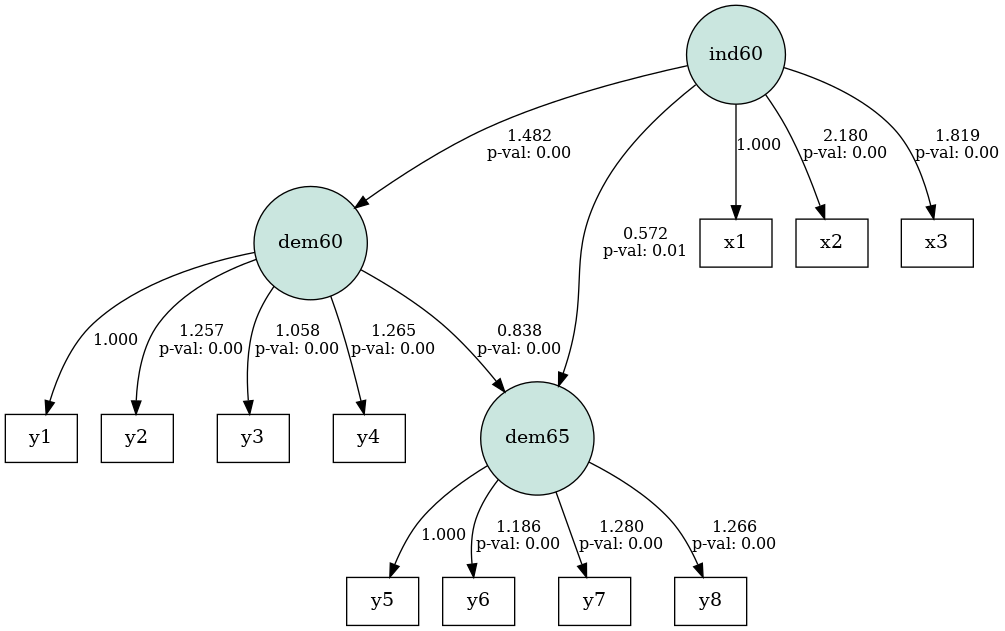 ind60
1.482
p-val: 0.00
1.000
2.180
p-val: 0.00
1.819
p-val: 0.00
0.572
p-val: 0.01
x1
x2
x3
dem60
1.000
1.257
p-val: 0.00
1.058
p-val: 0.00
1.265
p-val: 0.00
0.838
p-val: 0.00
y1
y2
y3
y4
dem65
1.000
1.186
p-val: 0.00
1.280
p-val: 0.00
1.266
p-val: 0.00
y5
y6
y7
y8